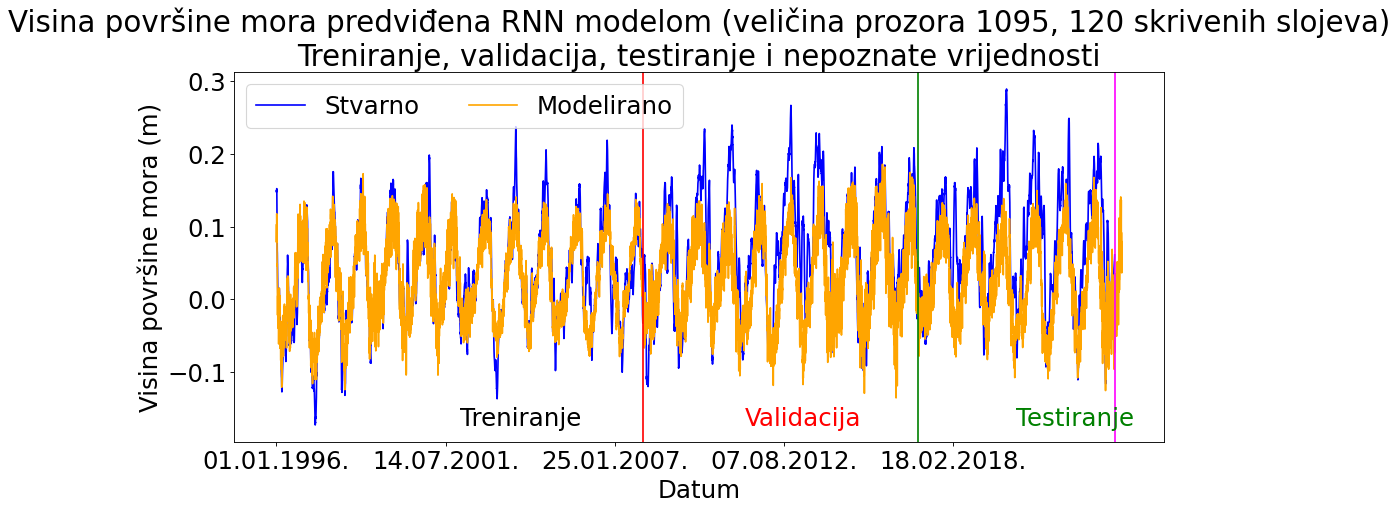 Visina površine mora predviđena RNN modelom (veličina prozora 1095, 120 skrivenih slojeva)
Treniranje, validacija, testiranje i nepoznate vrijednosti
Stvarno Modelirano
Visina površine mora (m)
0.3
0.2
0.1
0.0
−0.1
Treniranje Validacija Testiranje
01.01.1996. 14.07.2001. 25.01.2007. 07.08.2012. 18.02.2018.
Datum